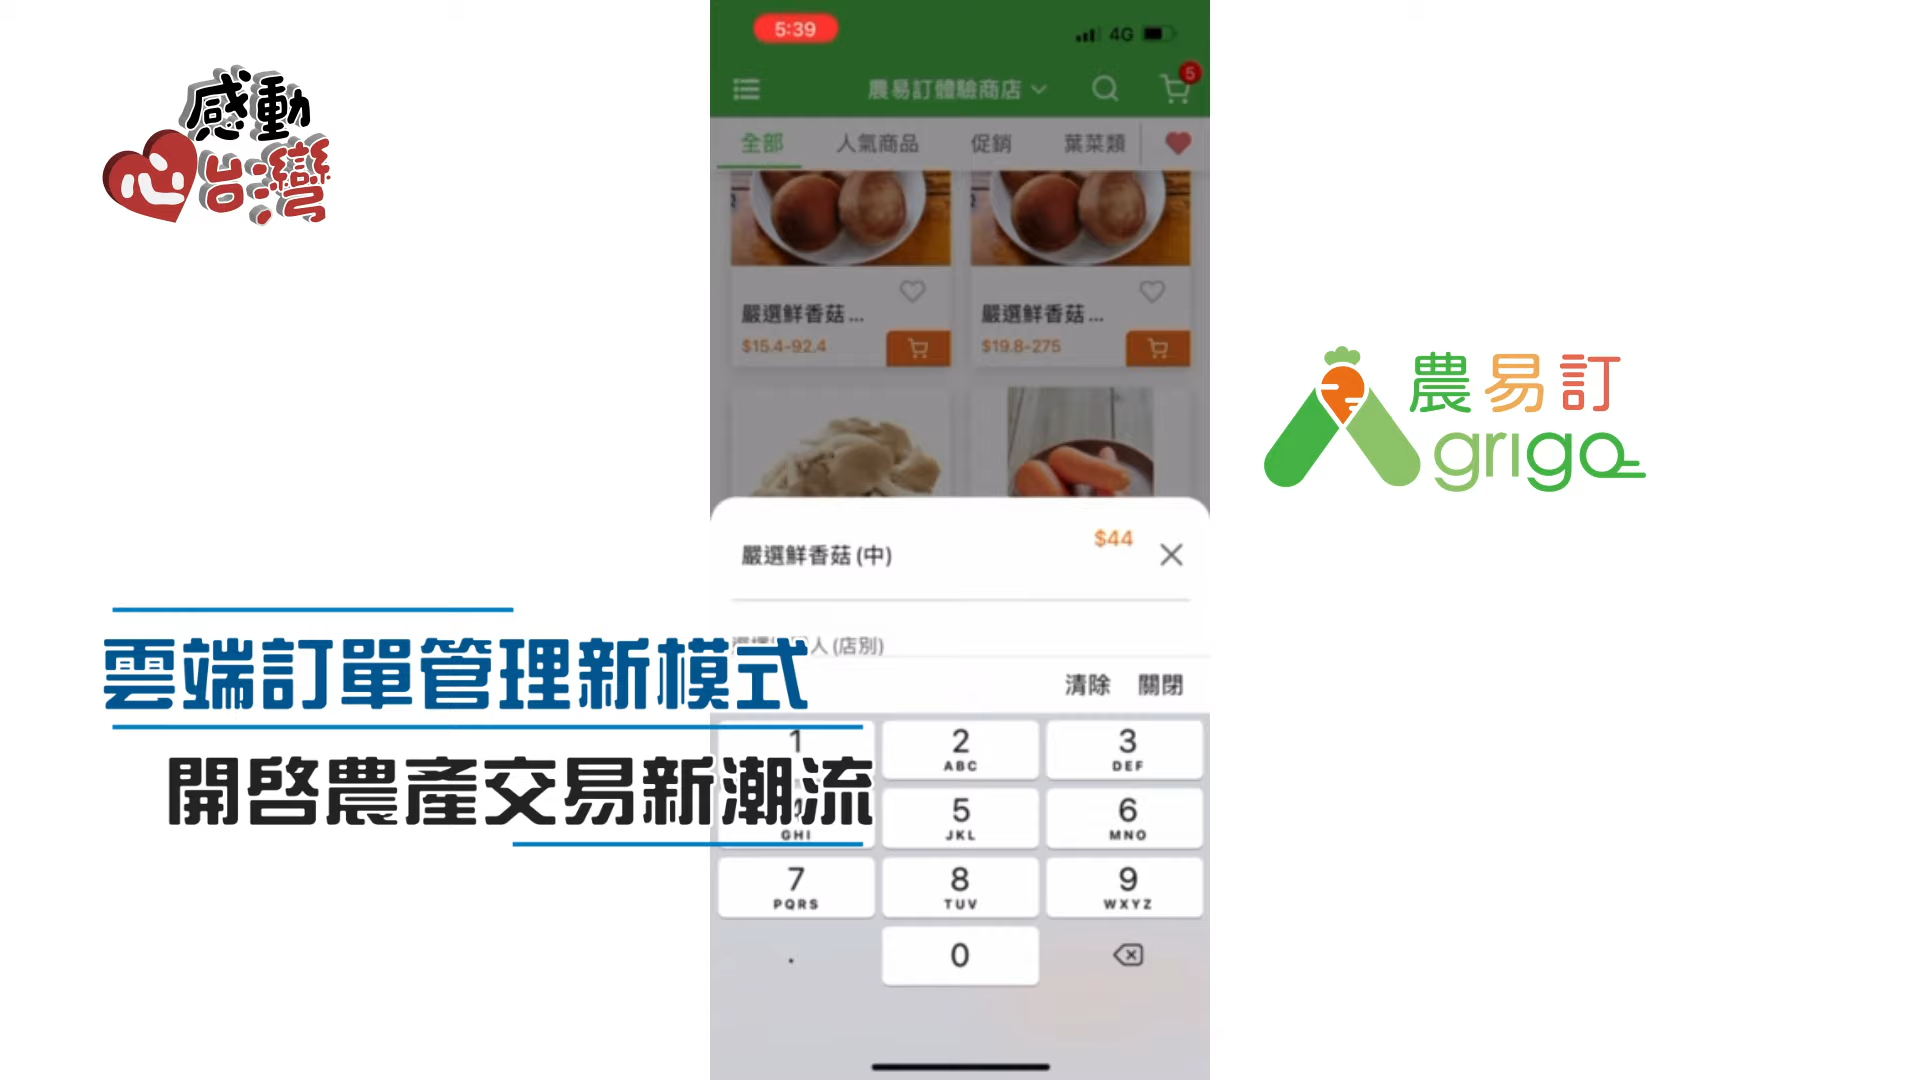 感動
心台灣
5:39
4G
農易訂體驗商店
5
全部 人氣商品 促銷 葉菜類
嚴選鮮香菇...
$15.4-92.4
嚴選鮮香菇...
$19.8-275
農易訂
Agrigo
嚴選鮮香菇(中)
$44
人(店別)
雲端訂單管理新模式
開啓農產交易新潮流
清除 關閉
1
2 ABC
3 DEF
GHI
5 JKL
6 MNO
7 PQRS
8 TUV
9 WXYZ
.
0